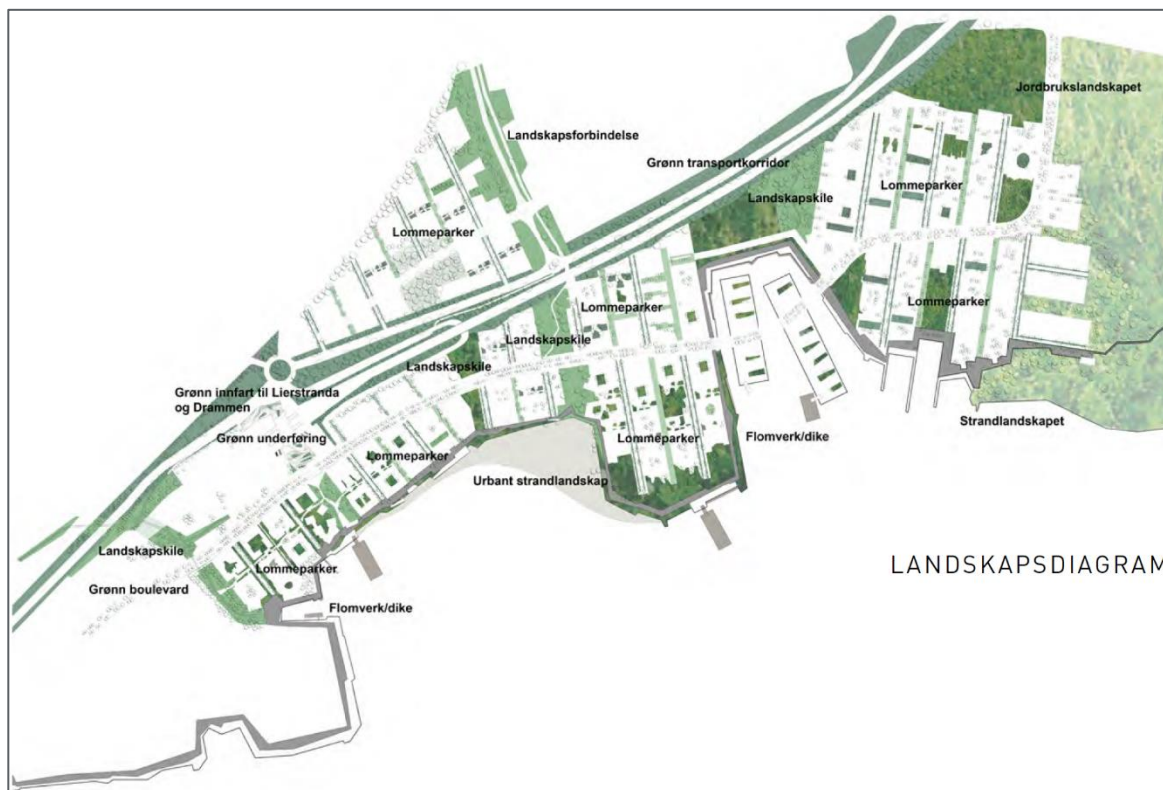 Jordbrukslandskapet
Landskapsforbindelse
Grønn transportkorridor
Lommeparker
Landskapskile
Lommeparker
Lommeparker
Lommeparker
Landskapskile
Landskapskile
Grønn innfart til Lierstranda
og Drammen
Strandlandskapet
Grønn underføring
Lommeparker
Flomverk/dike
Lommeparker
Urbant strandlandskap
Landskapskile
Lommeparker
Grønn boulevard
Flomverk/dike
LANDSKAPSDIAGRAM